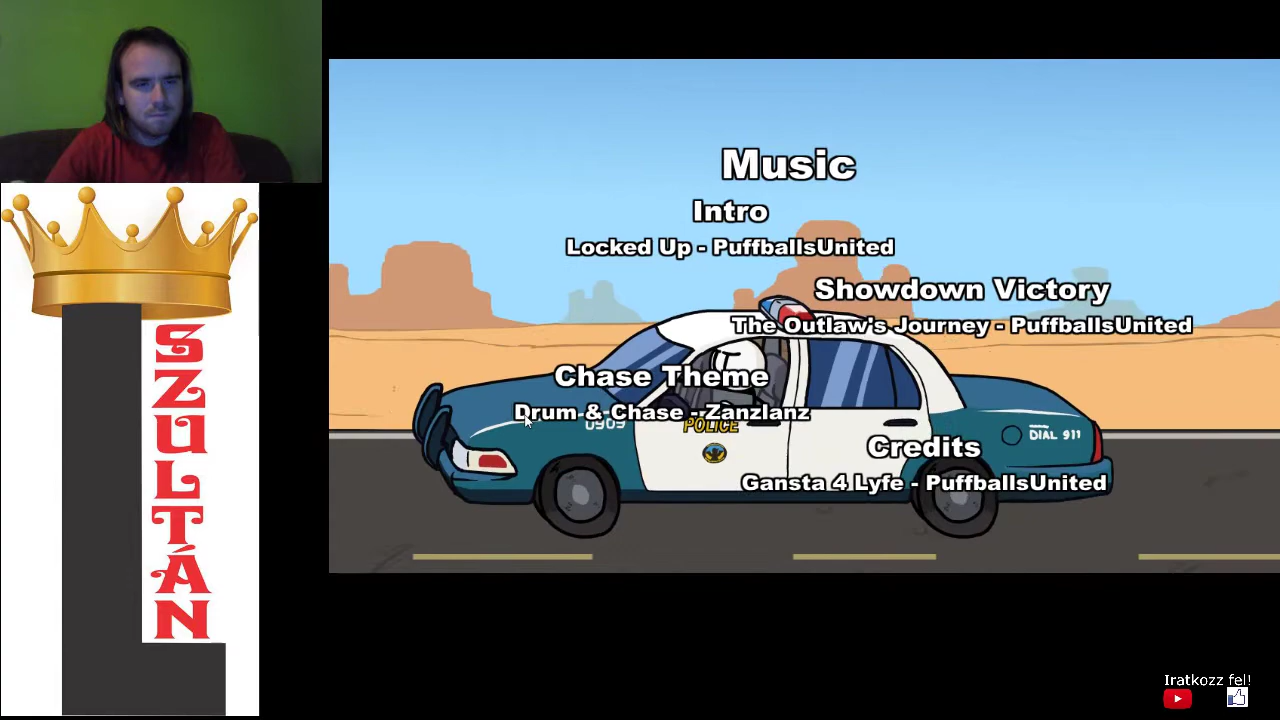 Music
Intro
Locked Up - PuffballsUnited
Showdown Victory
The Outlaw's Journey - PuffballsUnited
Chase Theme
Drum & Chase - Zanzlanz
0909
POLICE
DIAL 911
Credits
Gansta 4 Lyfe - PuffballsUnited
L
SZULTÁN
Iratkozz fel!